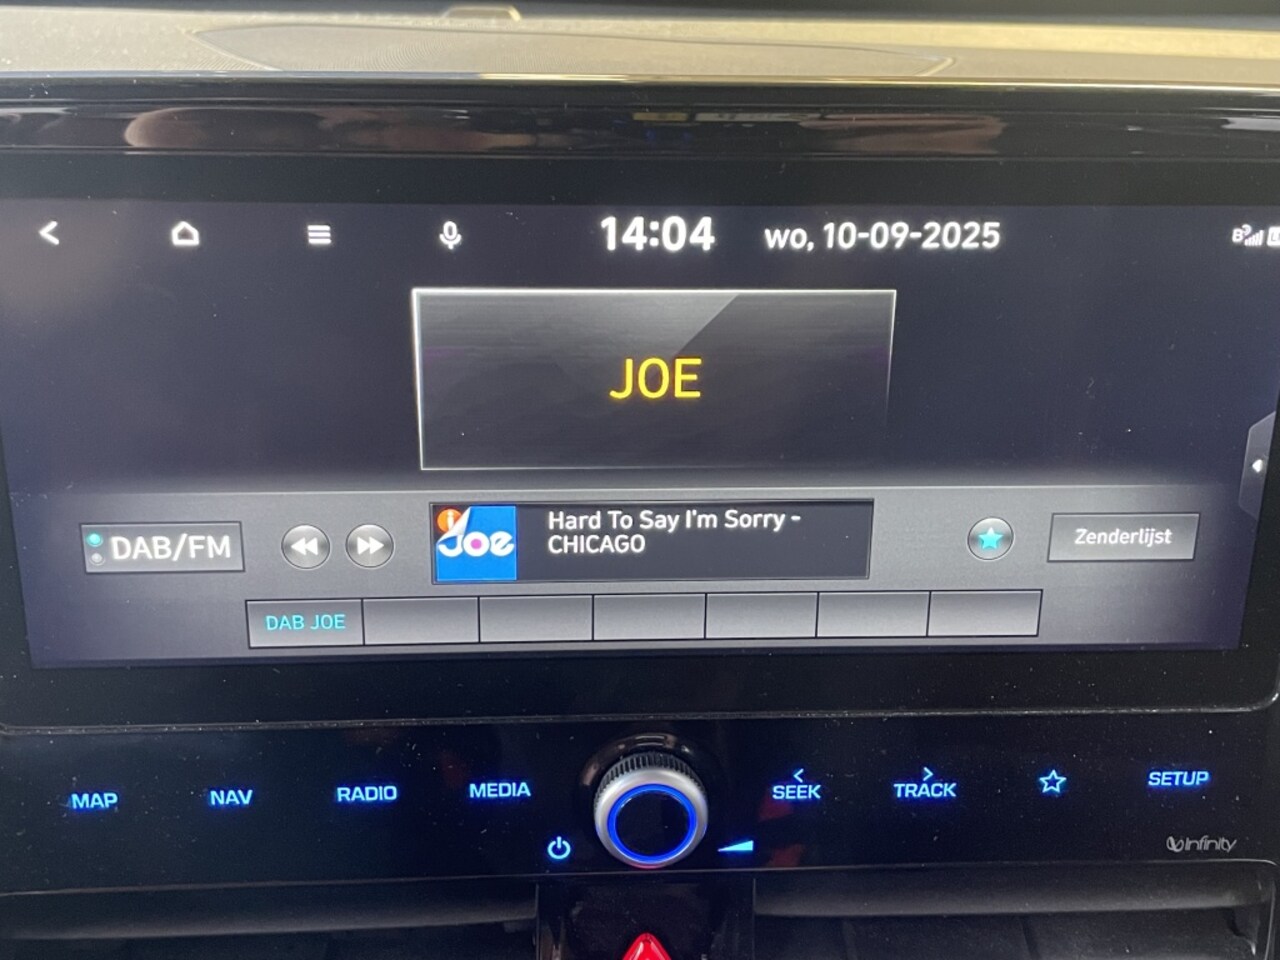 14:04 wo, 10-09-2025
JOE
DAB/FM
Joe
Hard To Say I'm Sorry -
CHICAGO
Zenderlijst
DAB JOE
MAP NAV RADIO MEDIA < SEEK > TRACK SETUP
Infinity